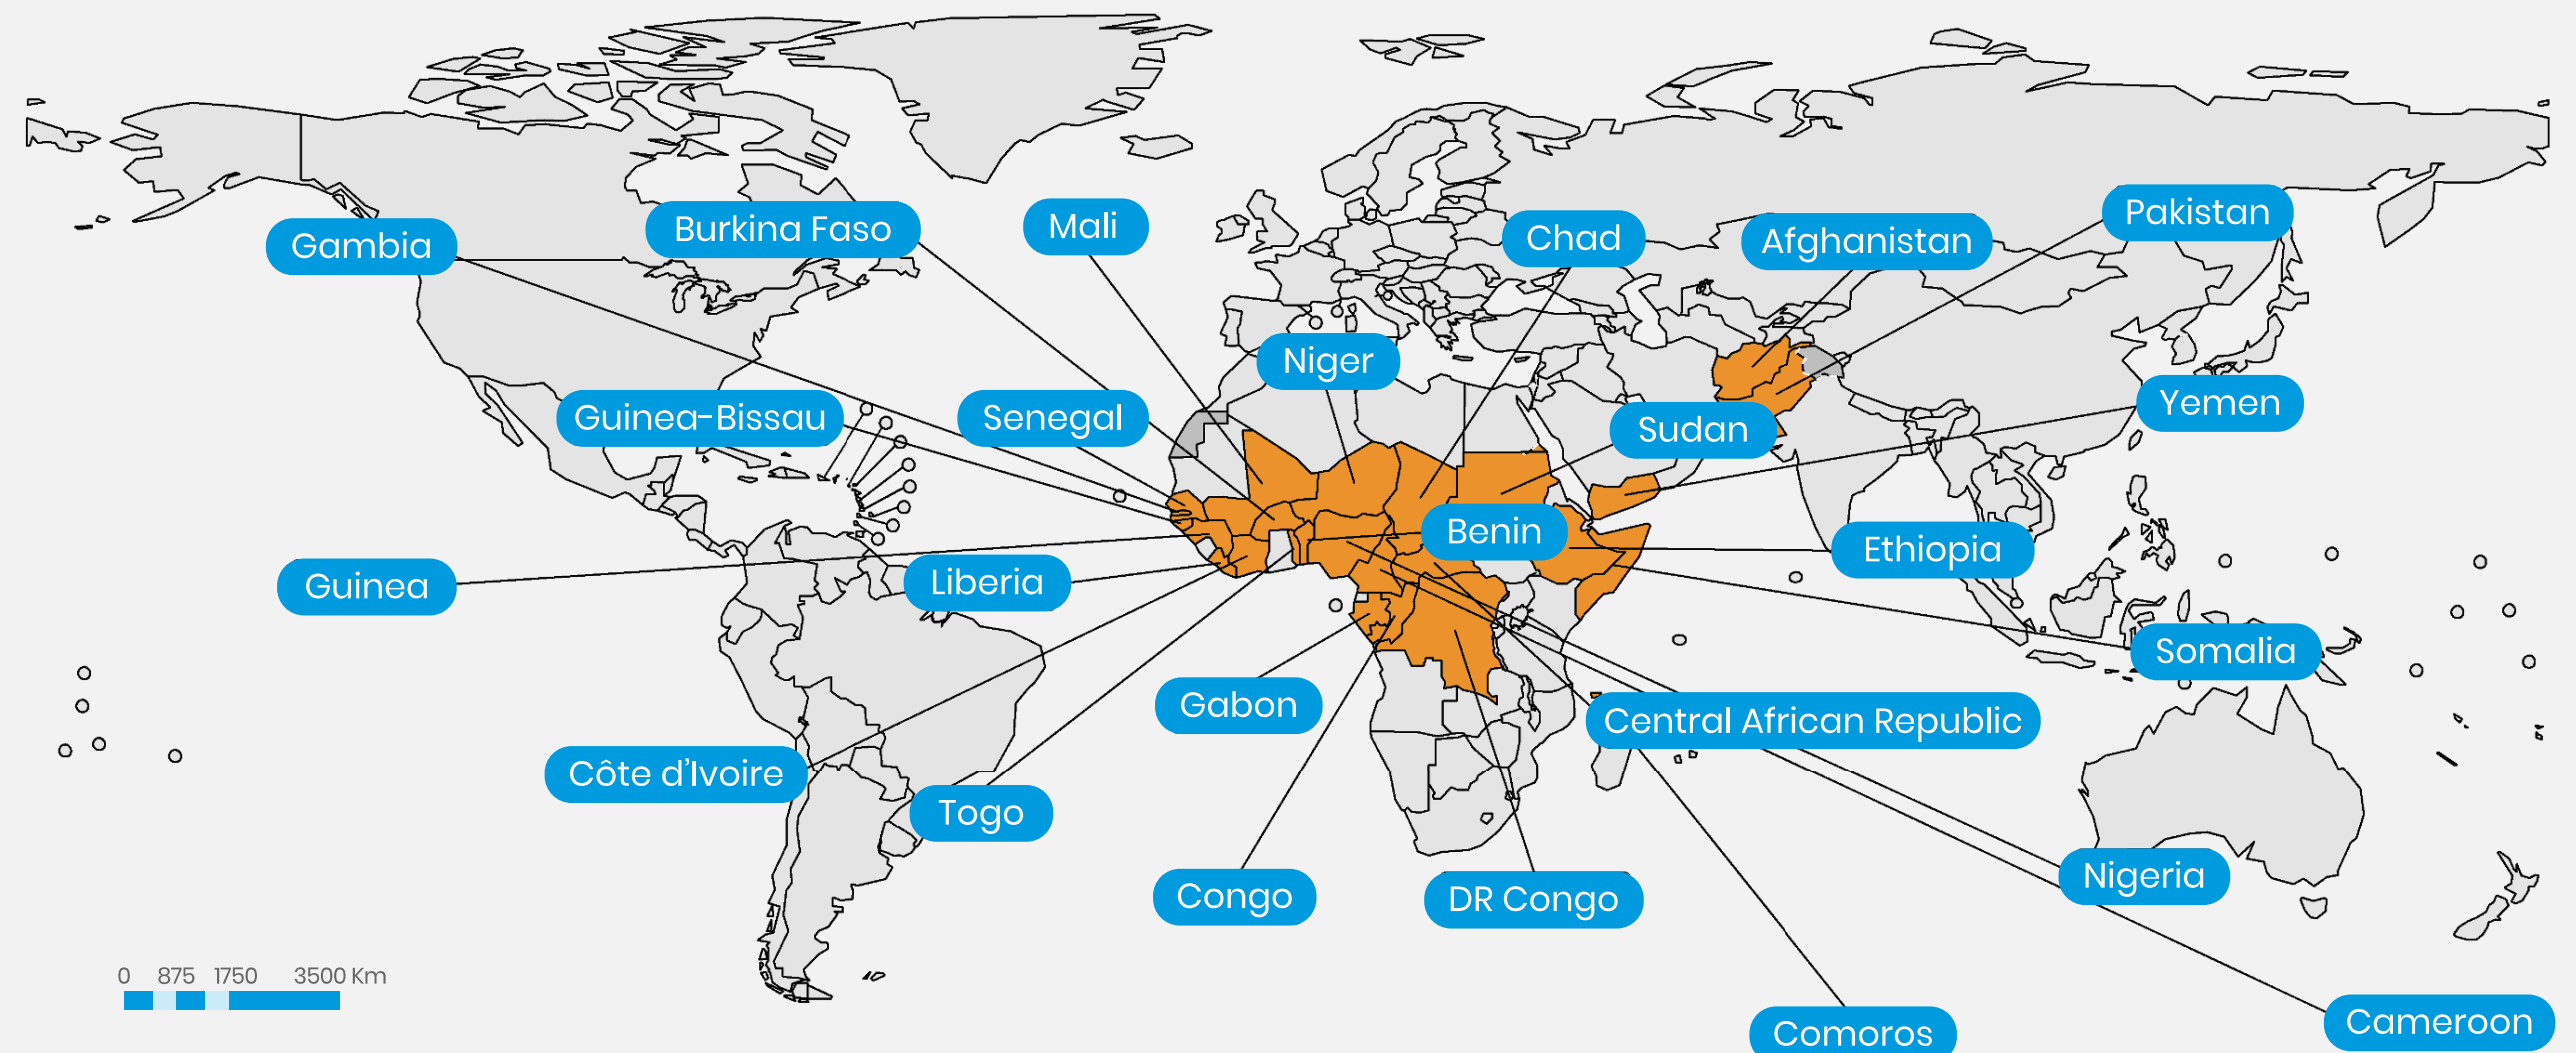 Pakistan
Mali
Burkina Faso
Chad
Afghanistan
Gambia
Niger
Yemen
Guinea-Bissau
Senegal
Sudan
Benin
Ethiopia
Liberia
Guinea
Somalia
Gabon
Central African Republic
Côte d'Ivoire
Togo
Nigeria
Congo
DR Congo
0 875 1750 3500 Km
Cameroon
Comoros